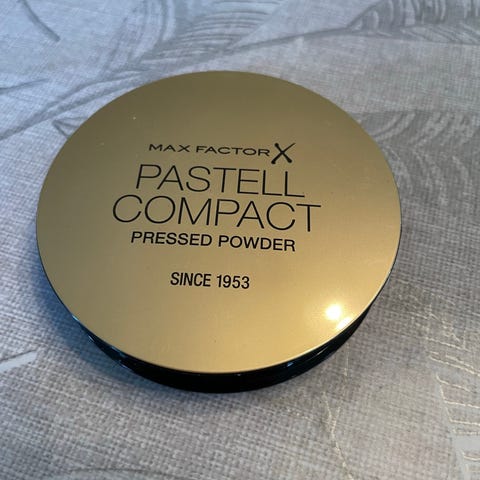 MAX FACTOR X
PASTELL
COMPACT
PRESSED POWDER
SINCE 1953